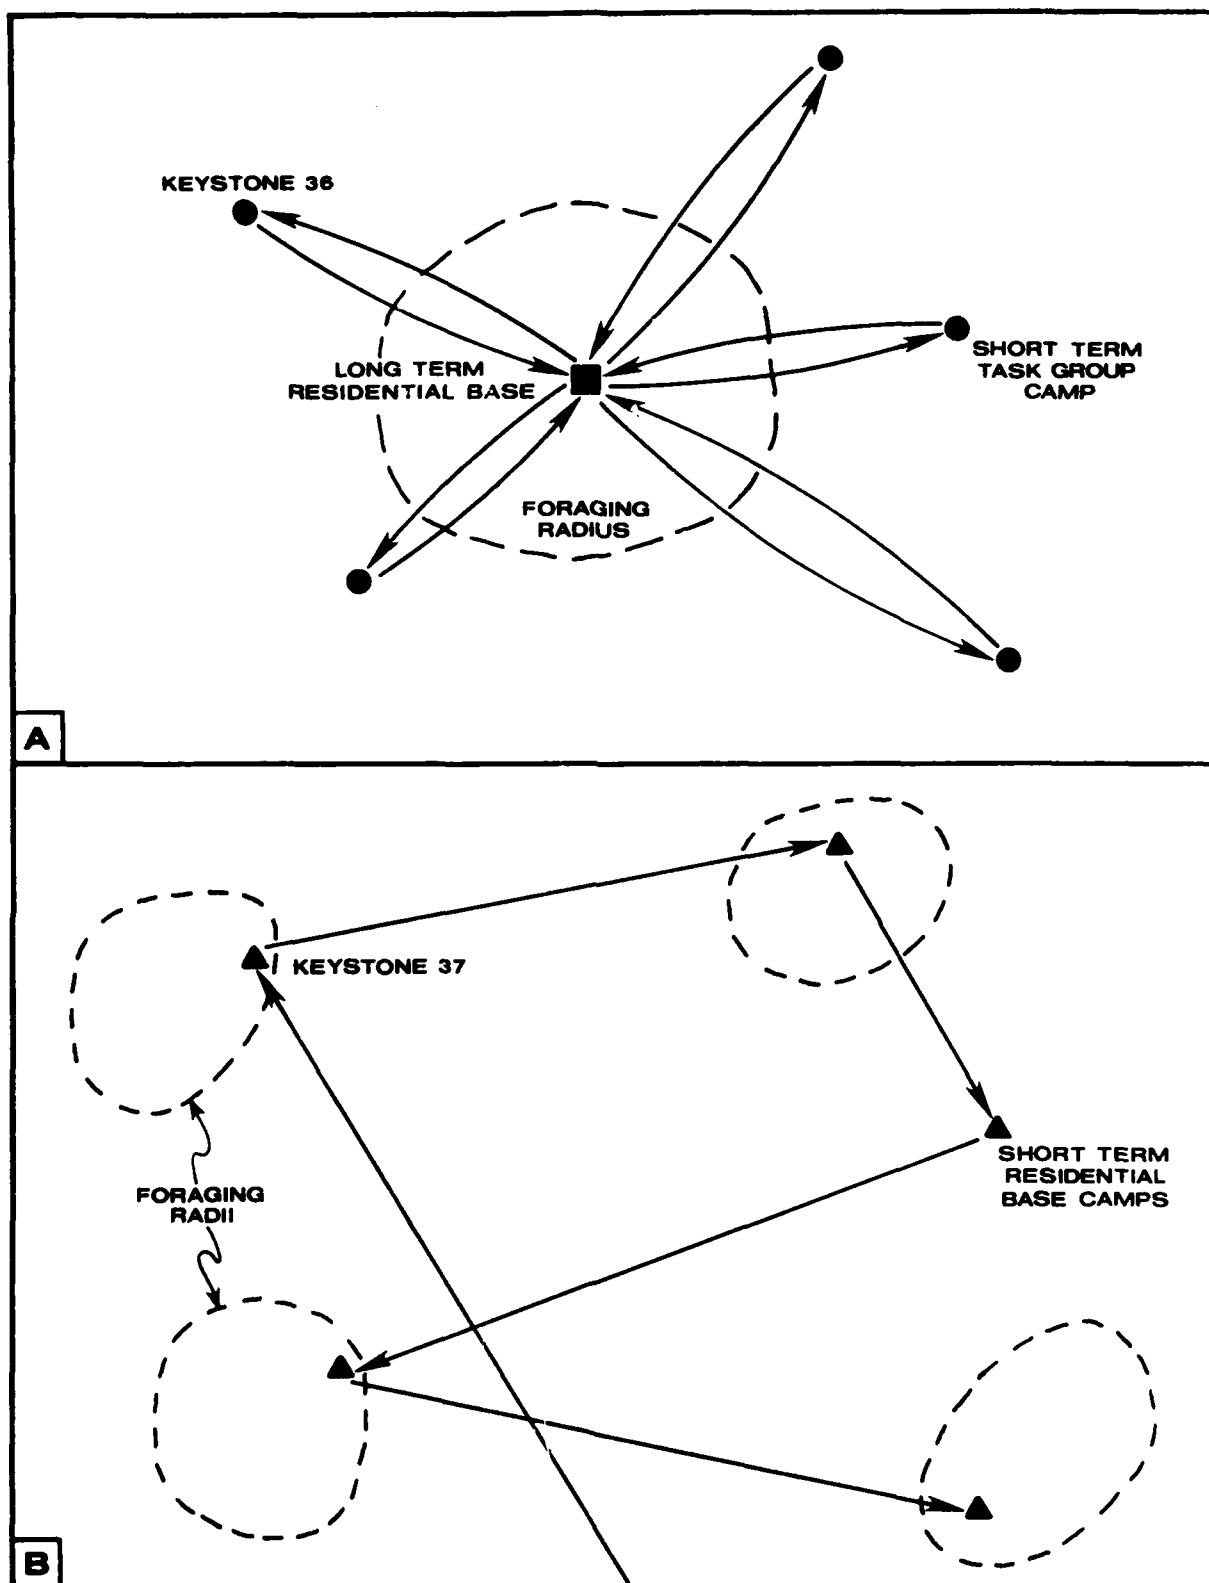 KEYSTONE 36
LONG TERM
RESIDENTIAL BASE
SHORT TERM
TASK GROUP
CAMP
FORAGING
RADIUS
A
KEYSTONE 37
SHORT TERM
RESIDENTIAL
BASE CAMPS
FORAGING
RADII
B